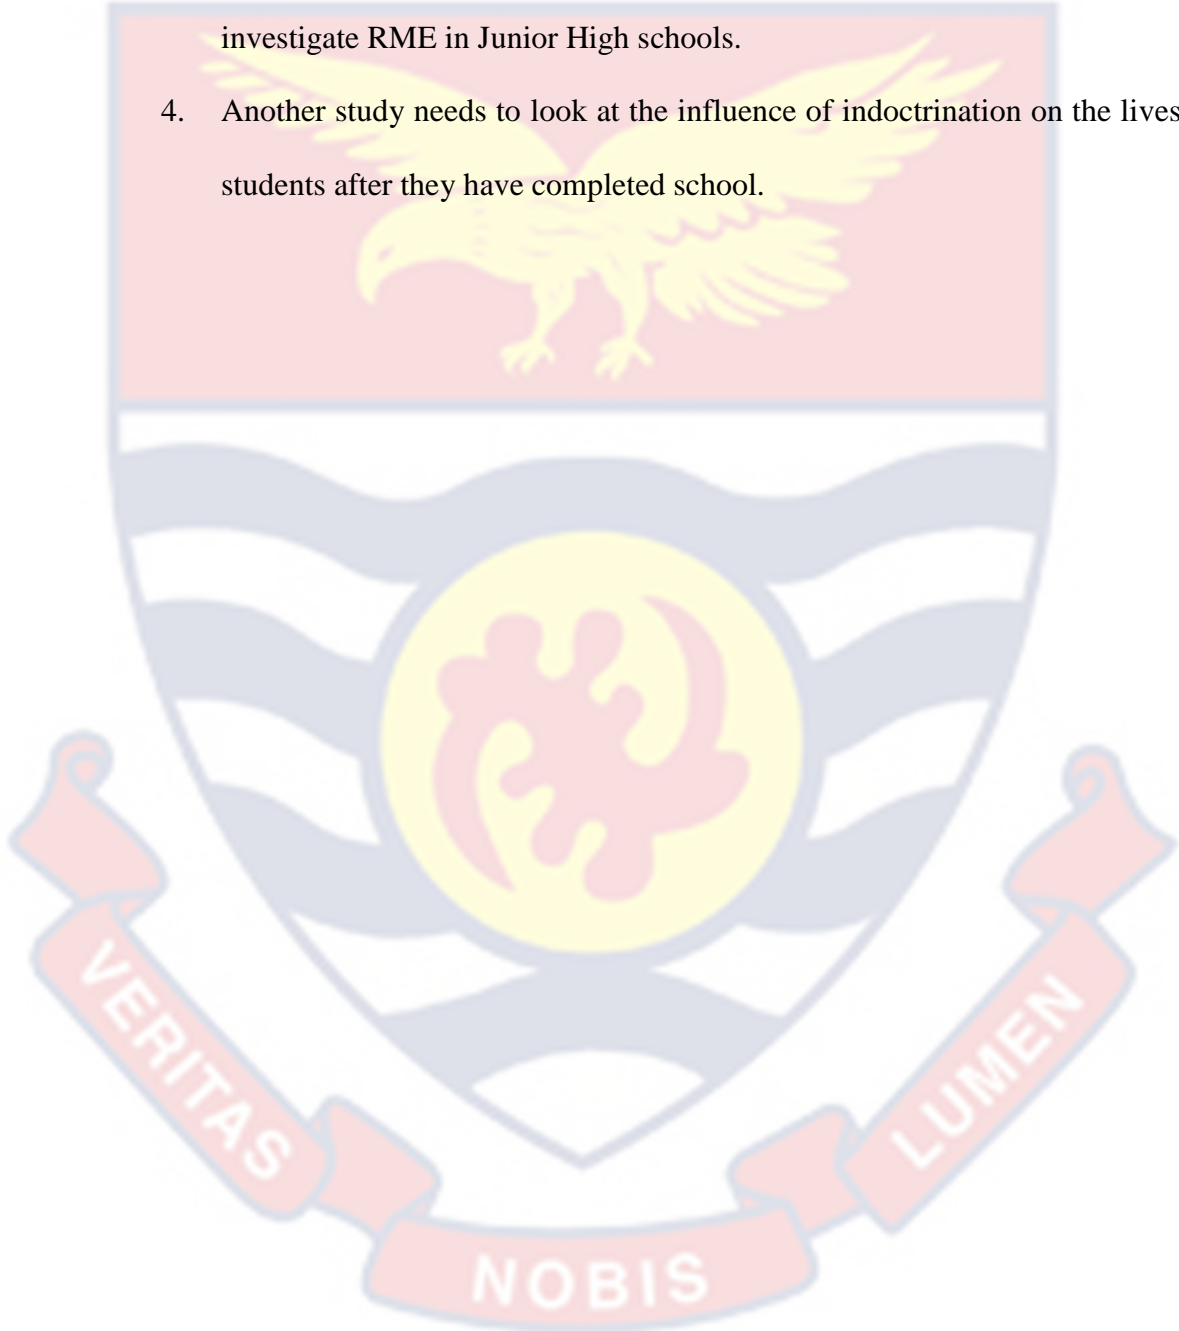 investigate RME in Junior High schools.
4. Another study needs to look at the influence of indoctrination on the lives
students after they have completed school.
VERITAS
NOBIS
LUMEN